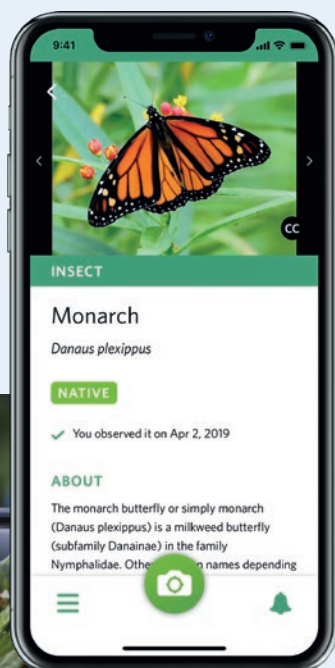 9:41
CC
INSECT
Monarch
Danaus plexippus
NATIVE
You observed it on Apr 2, 2019
ABOUT
The monarch butterfly or simply monarch
(Danaus plexippus) is a milkweed butterfly
(subfamily Danainae) in the family
Nymphalidae. Othe n names depending